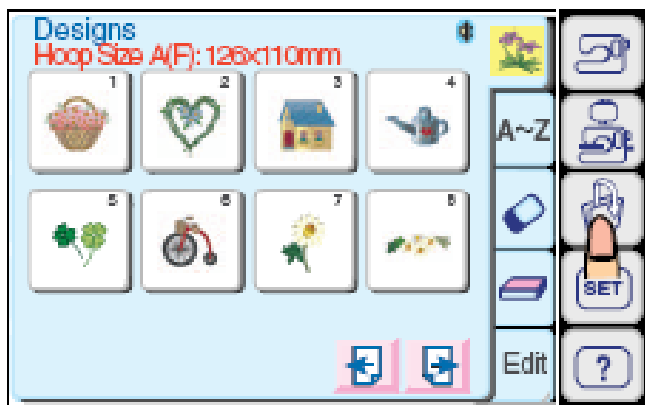 Designs
Hoop Size A(F): 126x110mm
1 2 3 4
A~Z
5 6 7 8
SET
Edit
?